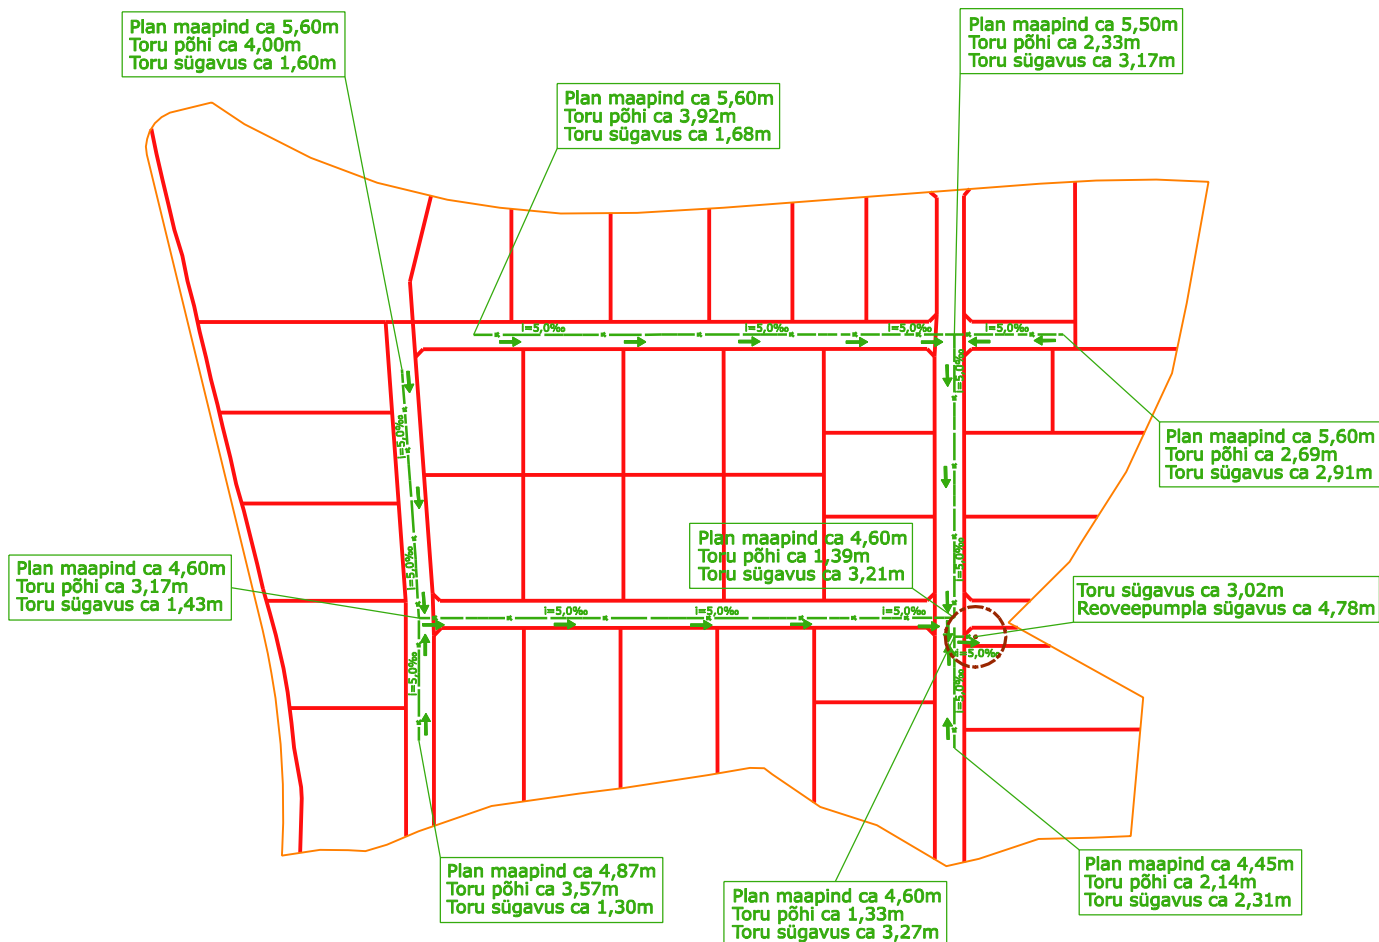 Plan maapind ca 5,60m
Toru põhi ca 4,00m
Toru sügavus ca 1,60m
Plan maapind ca 5,50m
Toru põhi ca 2,33m
Toru sügavus ca 3,17m
Plan maapind ca 5,60m
Toru põhi ca 3,92m
Toru sügavus ca 1,68m
i=5,0‰
i=5,0‰
i=5,0‰
i=5,0‰
i=5,0‰
i=5,0‰
Plan maapind ca 5,60m
Toru põhi ca 2,69m
Toru sügavus ca 2,91m
Plan maapind ca 4,60m
Toru põhi ca 1,39m
Toru sügavus ca 3,21m
i=5,0‰
i=5,0‰
Plan maapind ca 4,60m
Toru põhi ca 3,17m
Toru sügavus ca 1,43m
Toru sügavus ca 3,02m
Reoveepumpla sügavus ca 4,78m
i=5,0‰
i=5,0‰
i=5,0‰
i=5,0‰
i=5,0‰
i=5,0‰
Plan maapind ca 4,87m
Toru põhi ca 3,57m
Toru sügavus ca 1,30m
Plan maapind ca 4,60m
Toru põhi ca 1,33m
Toru sügavus ca 3,27m
Plan maapind ca 4,45m
Toru põhi ca 2,14m
Toru sügavus ca 2,31m